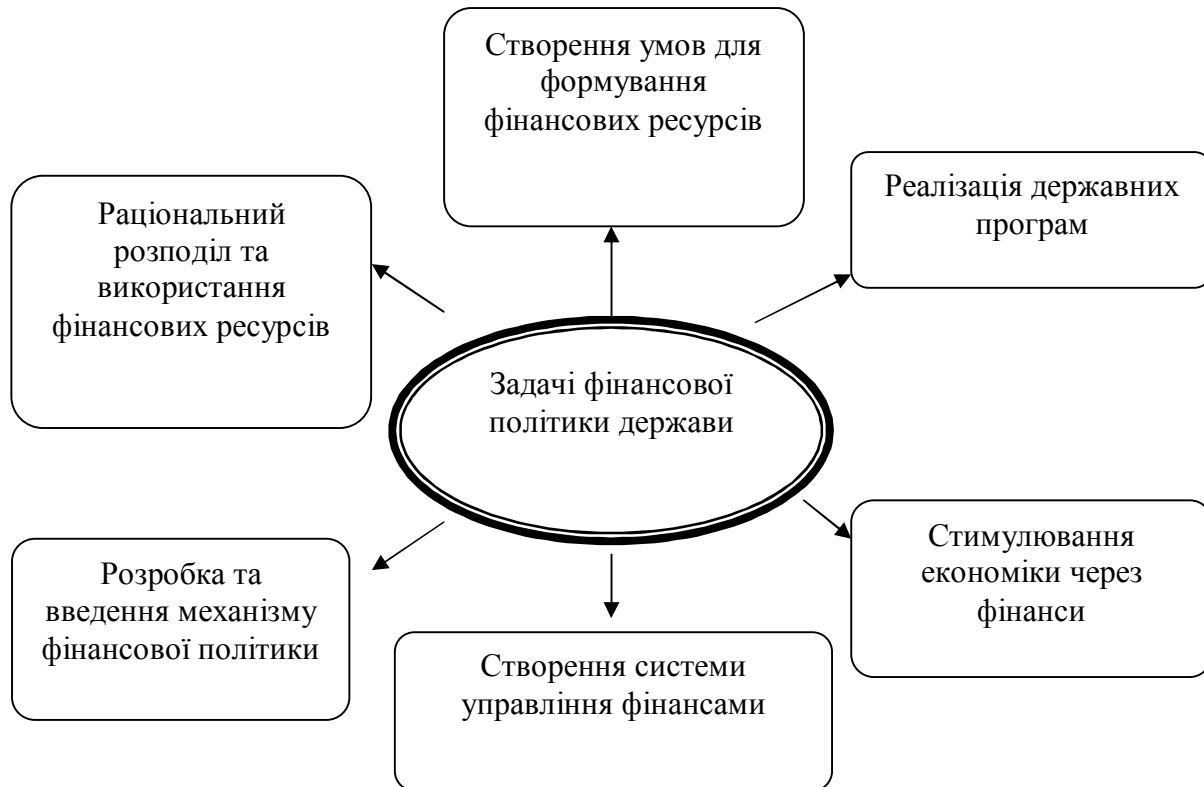 Створення умов для
формування
фінансових ресурсів
Раціональний
розподіл та
використання
фінансових ресурсів
Реалізація державних
програм
Задачі фінансової
політики держави
Розробка та
введення механізму
фінансової політики
Створення системи
управління фінансами
Стимулювання
економіки через
фінанси